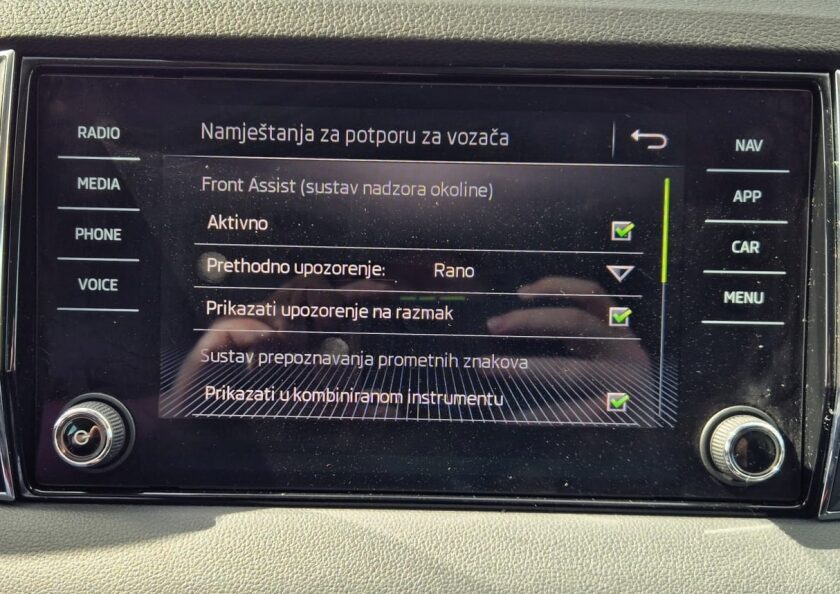 RADIO
MEDIA
PHONE
VOICE
Namještanja za potporu za vozača
Front Assist (sustav nadzora okoline)
Aktivno
Prethodno upozorenje: Rano
Prikazati upozorenje na razmak
Sustav prepoznavanja prometnih znakova
Prikazati u kombiniranom instrumentu
NAV
APP
CAR
MENU